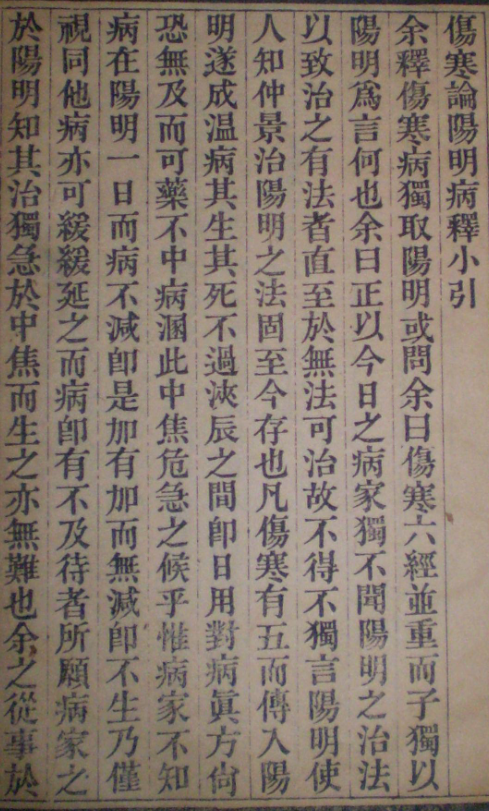 傷寒論陽明病釋小引
余釋傷寒病獨取陽明或問余曰傷寒六經並重而子獨以
陽明爲言何也余曰正以今日之病家獨不聞陽明之治法
以致治之有法者直至於無法可治故不得不獨言陽明使
人知仲景治陽明之法固至今存也凡傷寒有五而傳入陽
明遂成温病其生其死不過浹辰之間卽日用對病眞方尙
恐無及而可藥不中病溷此中焦危急之候乎惟病家不知
病在陽明一日而病不減卽是加有加而無減卽不生乃僅
視同他病亦可緩緩延之而病卽有不及待者所願病家之
於陽明知其治獨急於中焦而生之亦無難也余之從事於